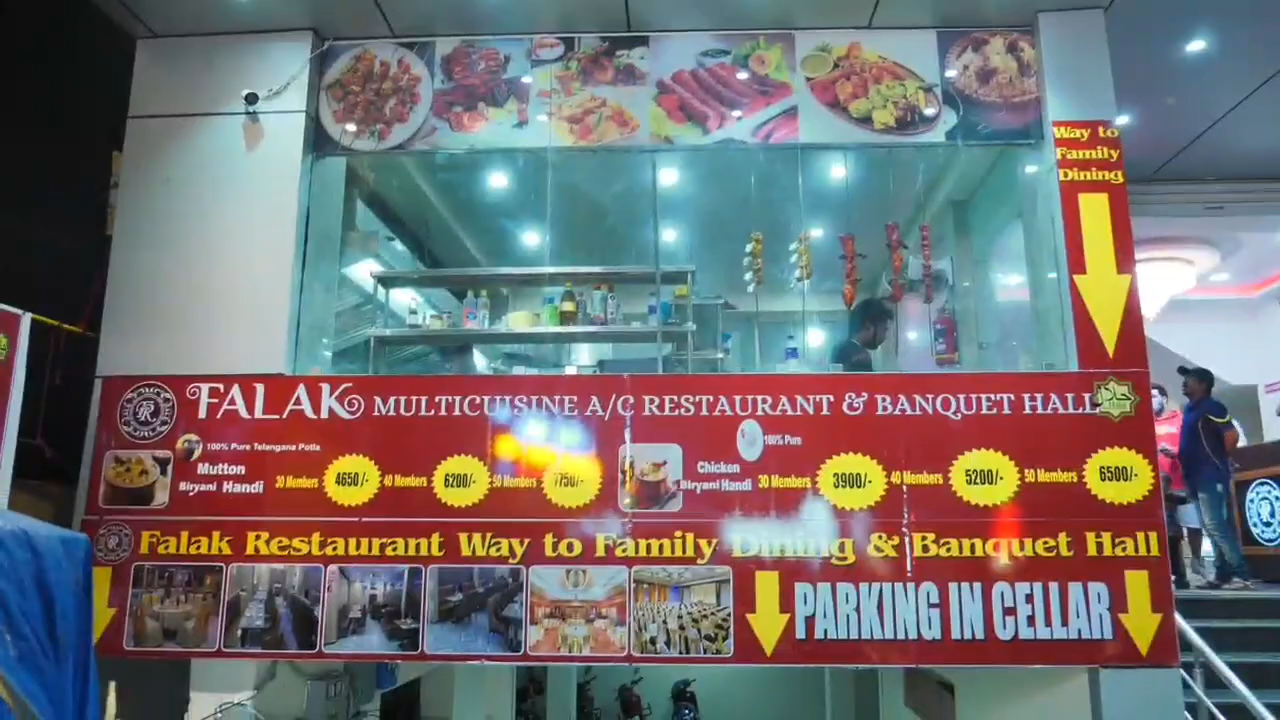 Way to
Family
Dining
FALAK MULTICUISINE A/C RESTAURANT & BANQUET HALL
100% Pure Telangana Potla
Mutton
Biryani Handi
30 Members 4650/- 40 Members 6200/- 50 Members 7750/-
100% Pure
Chicken
Biryani Handi
30 Members 3900/- 40 Members 5200/- 50 Members 6500/-
Falak Restaurant Way to Family Dining & Banquet Hall
PARKING IN CELLAR